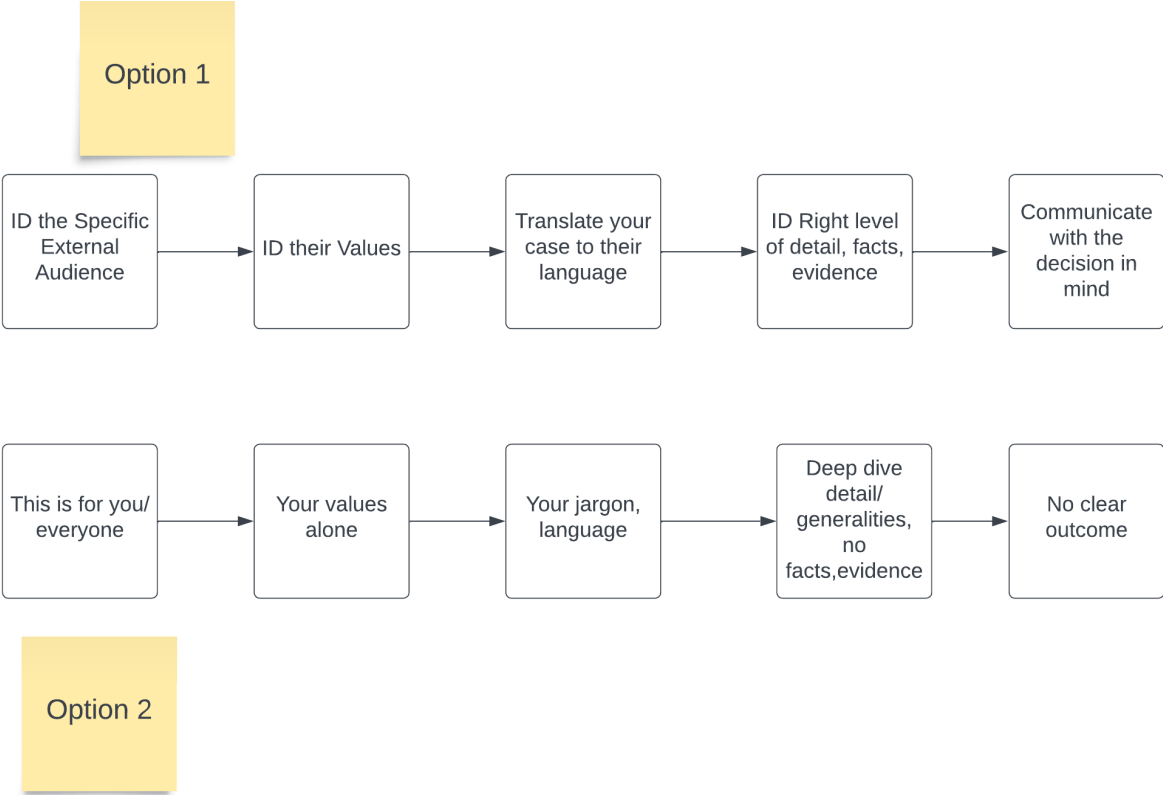 Option 1
ID the Specific
External
Audience
ID their Values
Translate your
case to their
language
ID Right level
of detail, facts,
evidence
Communicate
with the
decision in
mind
This is for you/
everyone
Your values
alone
Your jargon,
language
Deep dive
detail/
generalities,
no
facts,evidence
No clear
outcome
Option 2